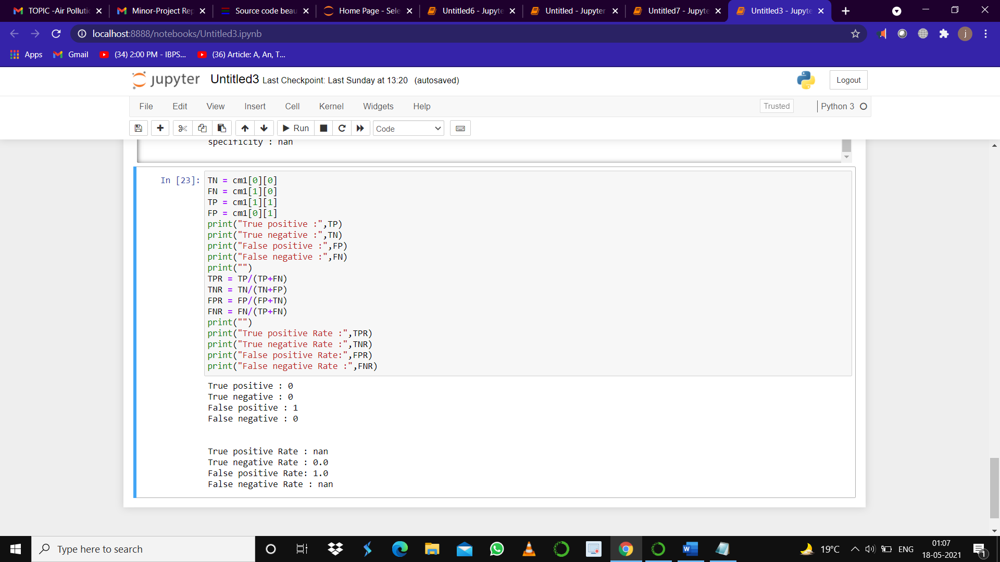 TOPIC -Air Polluti
Minor-Project Rep
Source code beau
Home Page - Sele
Untitled6 - Jupyte
Untitled - Jupyter
Untitled7 - Jupyte
Untitled3 - Jupyte
localhost:8888/notebooks/Untitled3.ipynb
j
Apps
Gmail
(34) 2:00 PM - IBPS...
(36) Article: A, An, T...
jupyter
Untitled3 Last Checkpoint: Last Sunday at 13:20 (autosaved)
Logout
File Edit View Insert Cell Kernel Widgets Help
Trusted
Python 3
Run
Code
specificity : nan
In [23]:
TN = cm1[0][0]
FN = cm1[1][0]
TP = cm1[1][1]
FP = cm1[0][1]
print("True positive :",TP)
print("True negative :",TN)
print("False positive :",FP)
print("False negative :",FN)
print("")
TPR = TP/(TP+FN)
TNR = TN/(TN+FP)
FPR = FP/(FP+TN)
FNR = FN/(TP+FN)
print("")
print("True positive Rate :",TPR)
print("True negative Rate :",TNR)
print("False positive Rate:",FPR)
print("False negative Rate :",FNR)
True positive : 0
True negative : 0
False positive : 1
False negative : 0
True positive Rate : nan
True negative Rate : 0.0
False positive Rate: 1.0
False negative Rate : nan
Type here to search
W
19°C
ENG
01:07
18-05-2021
1